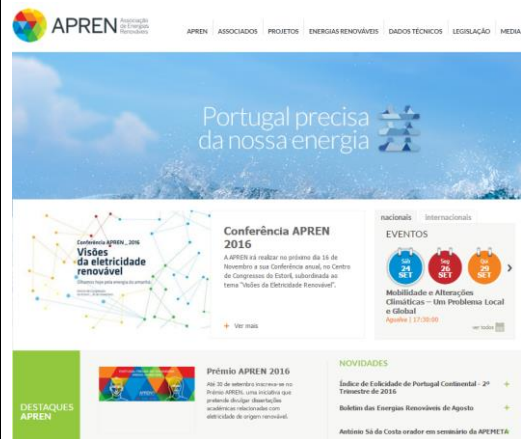 APREN Associação
de Energias
Renováveis
APREN ASSOCIADOS PROJETOS ENERGIAS RENOVÁVEIS DADOS TÉCNICOS LEGISLAÇÃO MEDIA
Portugal precisa
da nossa energia
Conferência APREN_2016
Visões
da eletricidade
renovável
Conferência APREN
2016
A APREN irá realizar no próximo dia 16 de
Novembro a sua Conferência anual, no Centro
de Congressos do Estoril, subordinada ao
tema "Visões da Eletricidade Renovável".
+ Ver mais
nacionais internacionais
EVENTOS
Sáb Seg Qui
24 26 29
SET SET SET
Mobilidade e Alterações
Climáticas – Um Problema Local
e Global
Agueda | 17:30:00
ver todos
DESTAQUES
APREN
Prémio APREN 2016
Até 30 de setembro inscreva-se no
Prémio APREN, uma iniciativa que
pretende divulgar dissertações
académicas relacionadas com
eletricidade de origem renovável.
NOVIDADES
Índice de Eolicidade de Portugal Continental - 2º
Trimestre de 2016
Boletim das Energias Renováveis de Agosto
António Sá da Costa orador em seminário da APEMETA